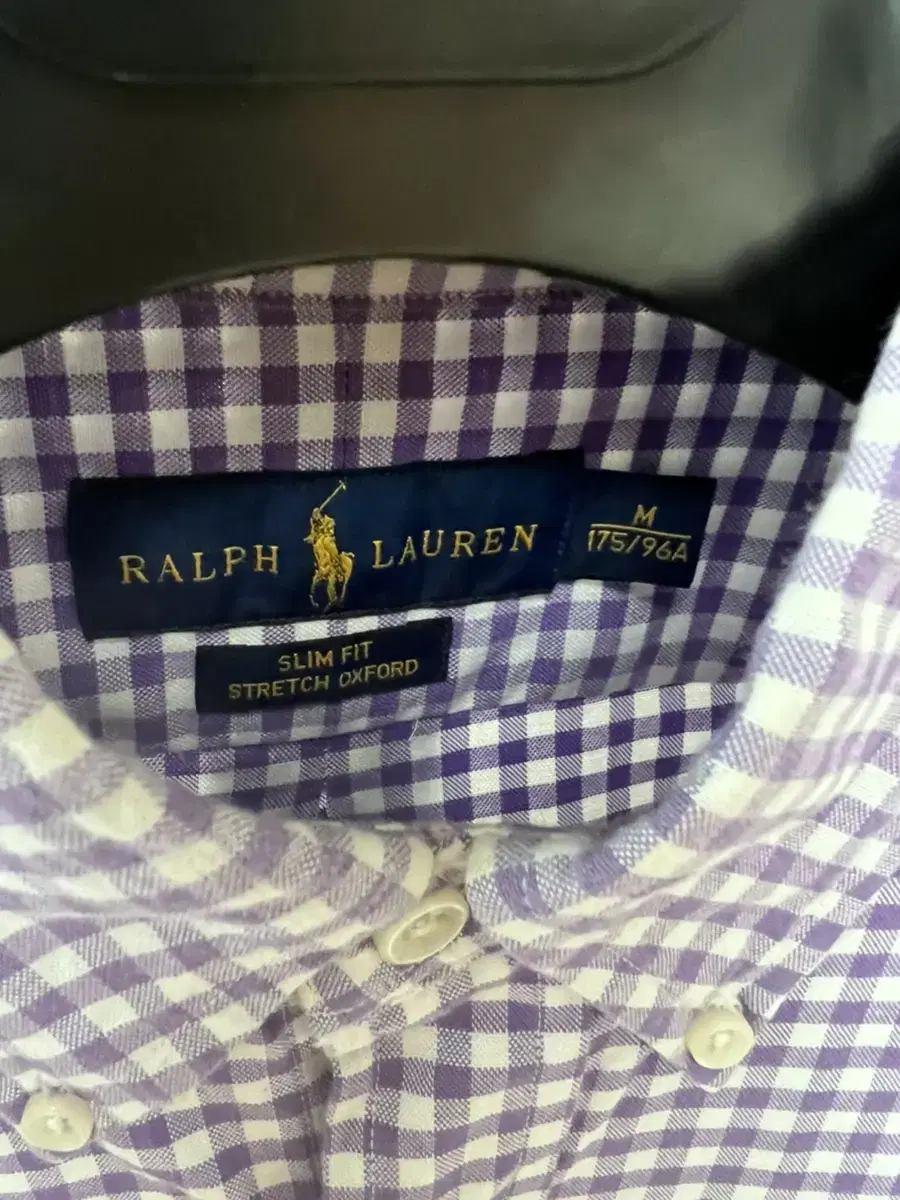 RALPH LAUREN
M
175/96A
SLIM FIT
STRETCH OXFORD